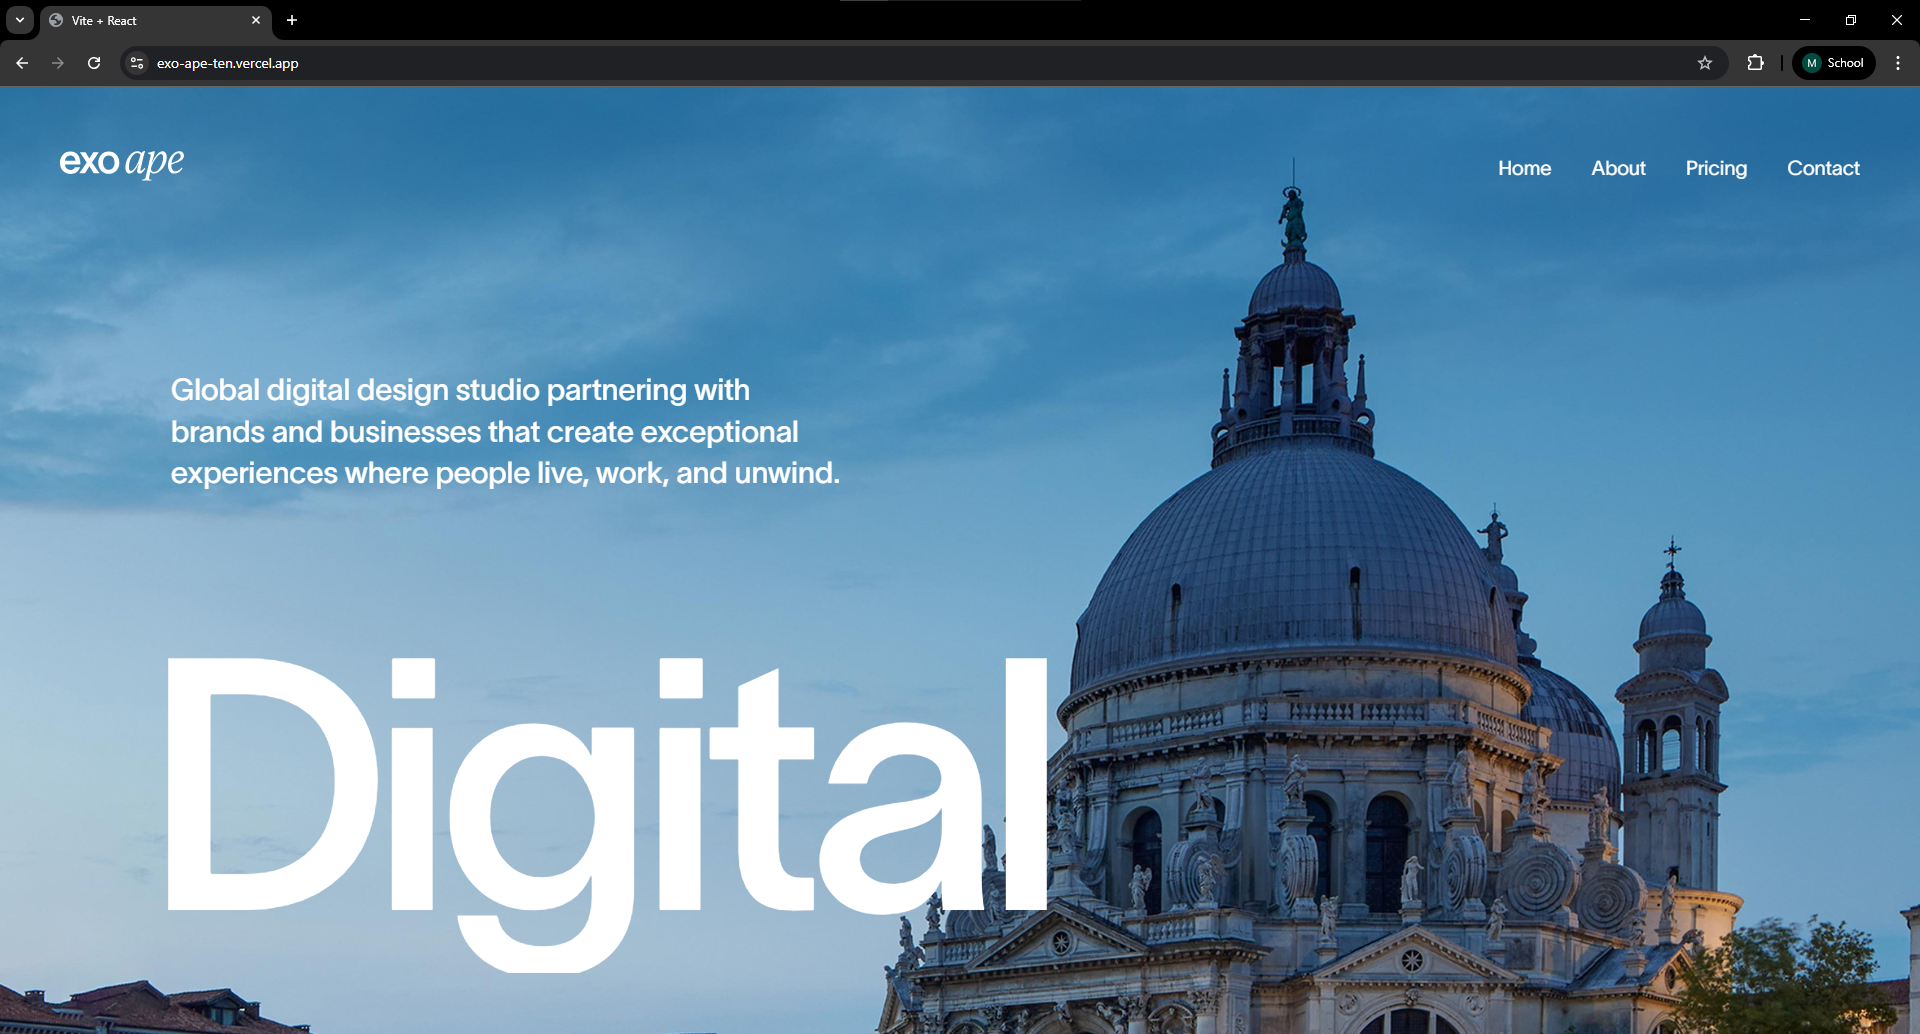 Vite + React
exo-ape-ten.vercel.app
M School
exo ape
Home About Pricing Contact
Global digital design studio partnering with
brands and businesses that create exceptional
experiences where people live, work, and unwind.
Digital